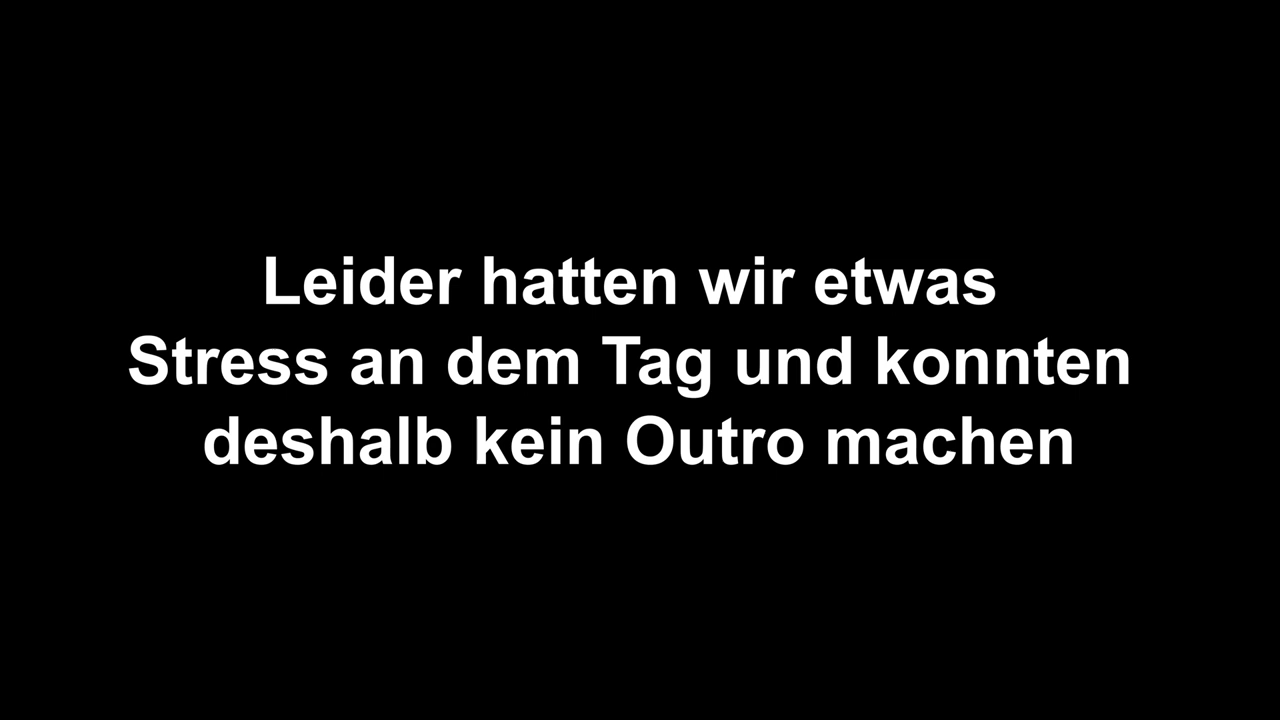 Leider hatten wir etwas
Stress an dem Tag und konnten
deshalb kein Outro machen